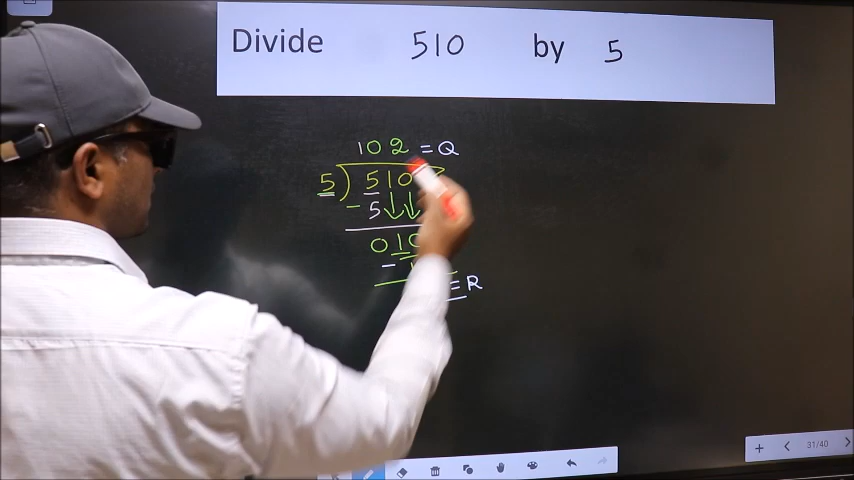 Divide 510 by 5
102 = Q
5 ) 510
- 5
010
-
= R
31/40